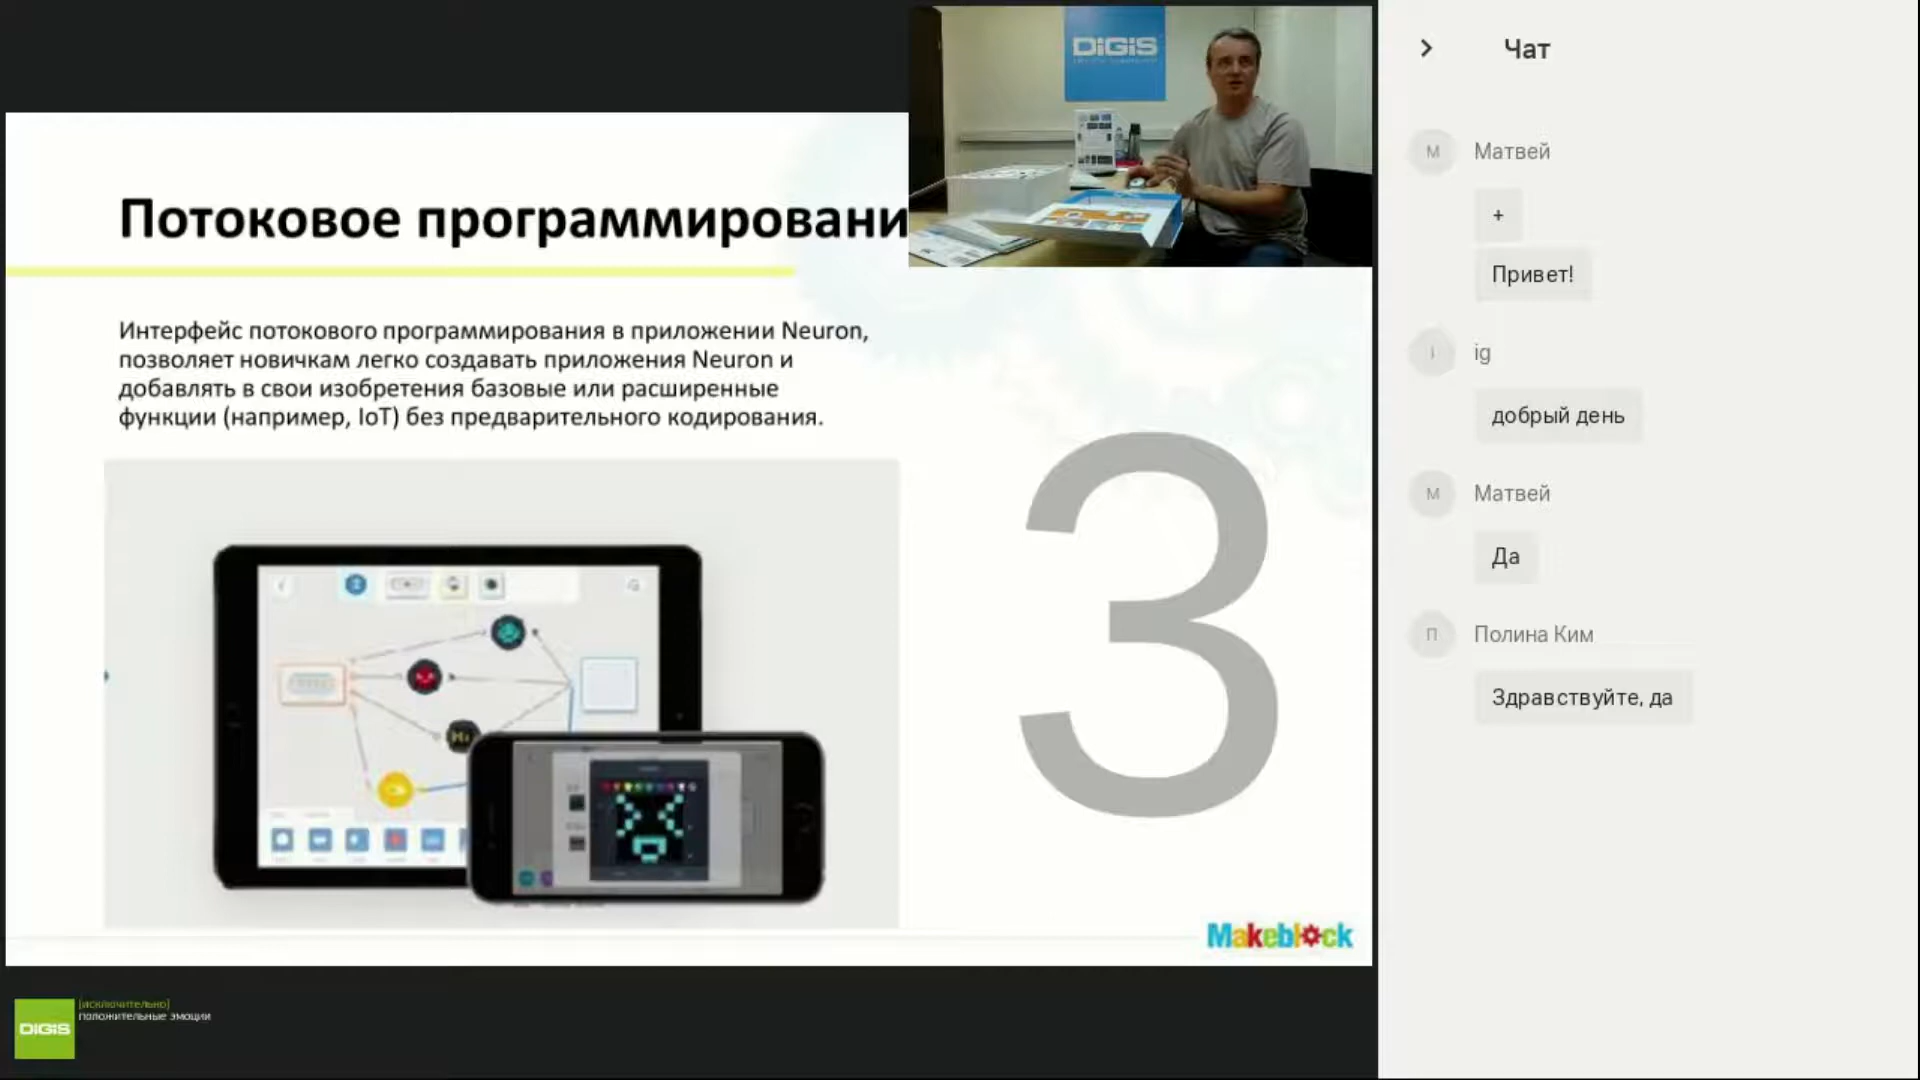 DiGiS
Потоковое программировани
Интерфейс потокового программирования в приложении Neuron,
позволяет новичкам легко создавать приложения Neuron и
добавлять в свои изобретения базовые или расширенные
функции (например, IoT) без предварительного кодирования.
3
Makeblock
DiGiS
[исключительно]
положительные эмоции
Чат
М
Матвей
+
Привет!
I
ig
добрый день
М
Матвей
Да
П
Полина Ким
Здравствуйте, да